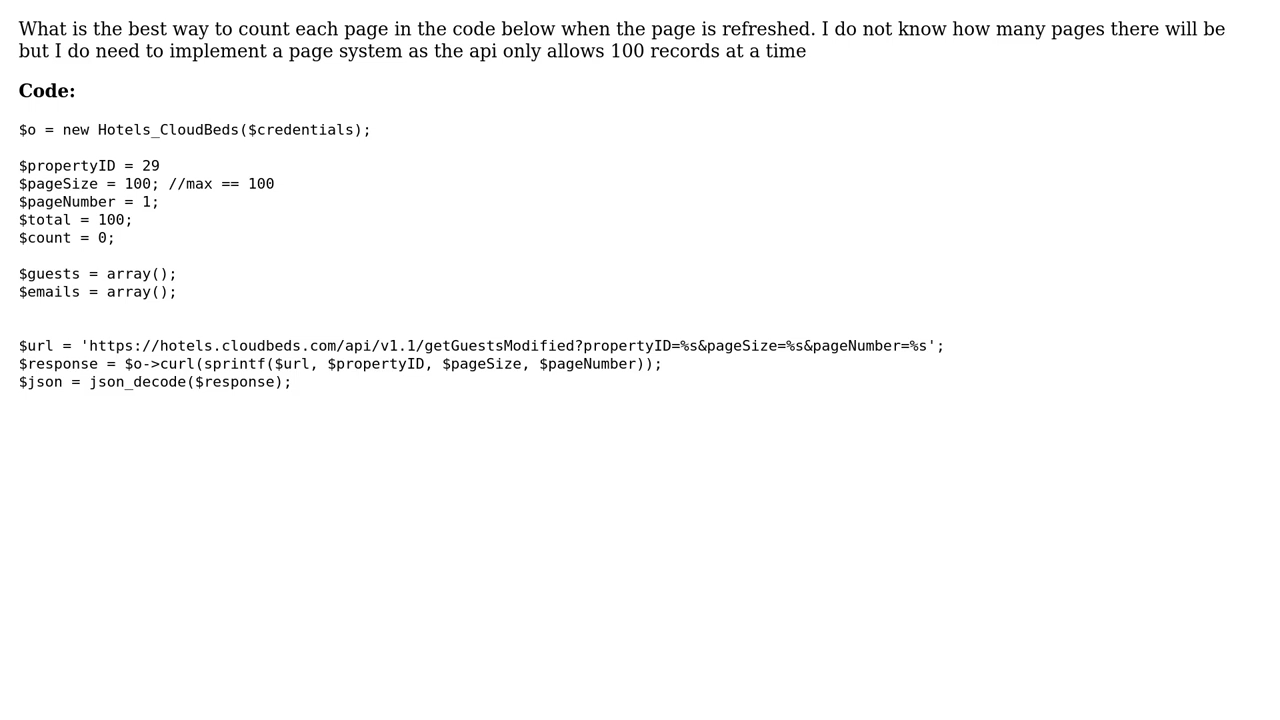 What is the best way to count each page in the code below when the page is refreshed. I do not know how many pages there will be
but I do need to implement a page system as the api only allows 100 records at a time
Code:
$o = new Hotels_CloudBeds($credentials);
$propertyID = 29
$pageSize = 100; //max == 100
$pageNumber = 1;
$total = 100;
$count = 0;
$guests = array();
$emails = array();
$url = 'https://hotels.cloudbeds.com/api/v1.1/getGuestsModified?propertyID=%s&pageSize=%s&pageNumber=%s';
$response = $o->curl(sprintf($url, $propertyID, $pageSize, $pageNumber));
$json = json_decode($response);